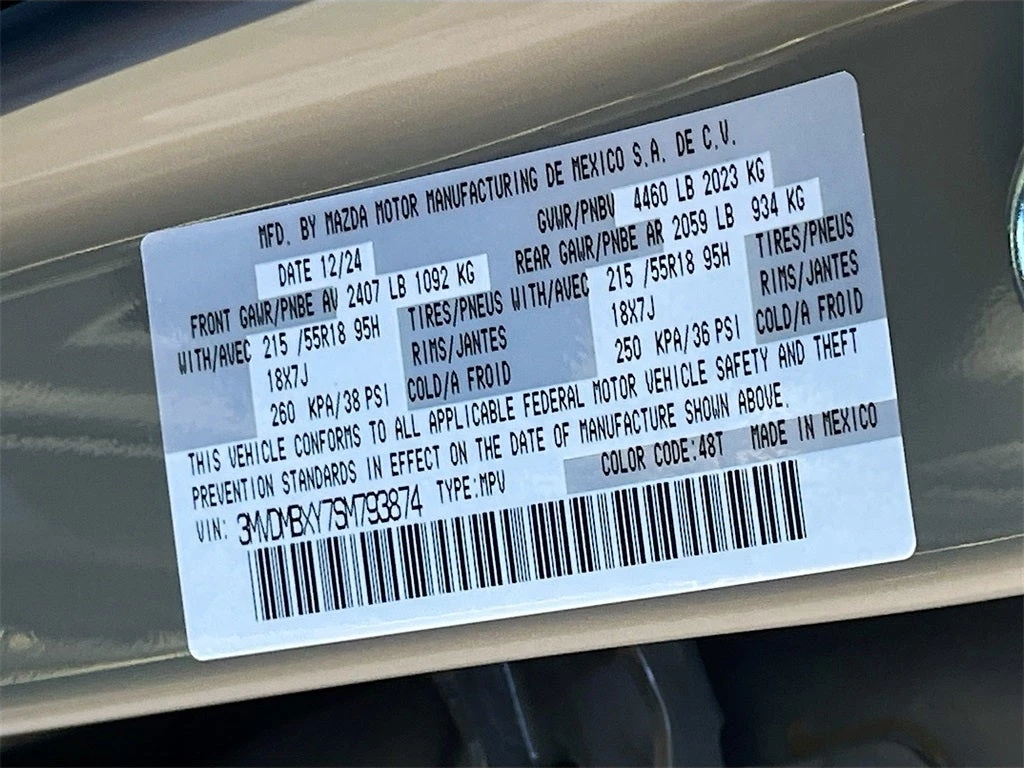 MFD. BY MAZDA MOTOR MANUFACTURING DE MEXICO S.A. DE C.V.
DATE 12/24 GVWR/PNBV 4460 LB 2023 KG
FRONT GAWR/PNBE AV 2407 LB 1092 KG REAR GAWR/PNBE AR 2059 LB 934 KG
WITH/AVEC 215 /55R18 95H TIRES/PNEUS WITH/AVEC 215 /55R18 95H TIRES/PNEUS
18X7J RIMS/JANTES 18X7J RIMS/JANTES
260 KPA/38 PSI COLD/A FROID 250 KPA/36 PSI COLD/A FROID
THIS VEHICLE CONFORMS TO ALL APPLICABLE FEDERAL MOTOR VEHICLE SAFETY AND THEFT
PREVENTION STANDARDS IN EFFECT ON THE DATE OF MANUFACTURE SHOWN ABOVE.
VIN: 3MVDMBXY7SM793874 TYPE:MPV COLOR CODE:48T MADE IN MEXICO